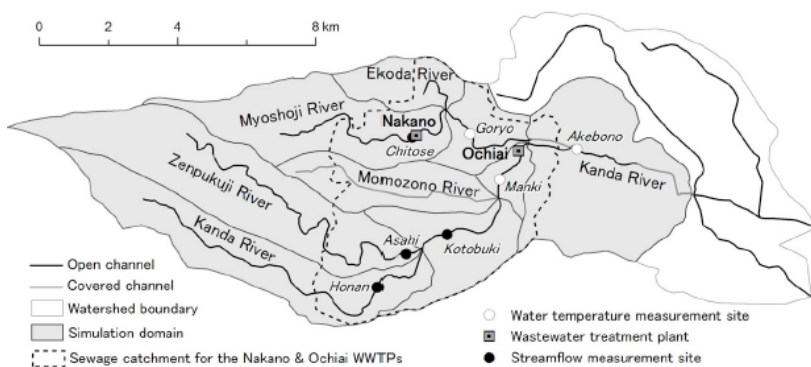 0 2 4 8 km
Ekoda River
Myoshoji River
Nakano
Goryo
Akebono
Chitose
Ochiai
Zenpukuji River
Momozono River
Manki
Kanda River
Kanda River
Asahi
Kotobuki
Honan
Open channel
Covered channel
Watershed boundary
Simulation domain
Sewage catchment for the Nakano & Ochiai WWTPs
Water temperature measurement site
Wastewater treatment plant
Streamflow measurement site